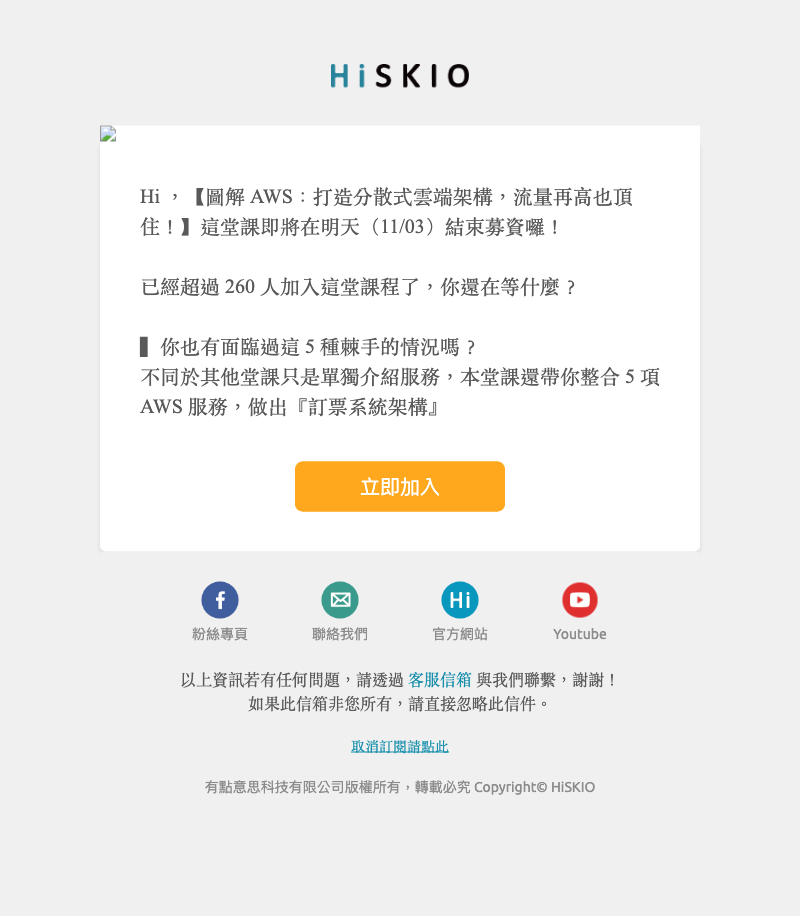 HiSKIO
Hi ，【圖解 AWS：打造分散式雲端架構，流量再高也頂
住！】這堂課即將在明天（11/03）結束募資囉！
已經超過 260 人加入這堂課程了，你還在等什麼？
▌你也有面臨過這 5 種棘手的情況嗎？
不同於其他堂課只是單獨介紹服務，本堂課還帶你整合 5 項
AWS 服務，做出『訂票系統架構』
立即加入
Hi
粉絲專頁 聯絡我們 官方網站 Youtube
以上資訊若有任何問題，請透過 客服信箱 與我們聯繫，謝謝！
如果此信箱非您所有，請直接忽略此信件。
取消訂閱請點此
有點意思科技有限公司版權所有，轉載必究 Copyright© HiSKIO